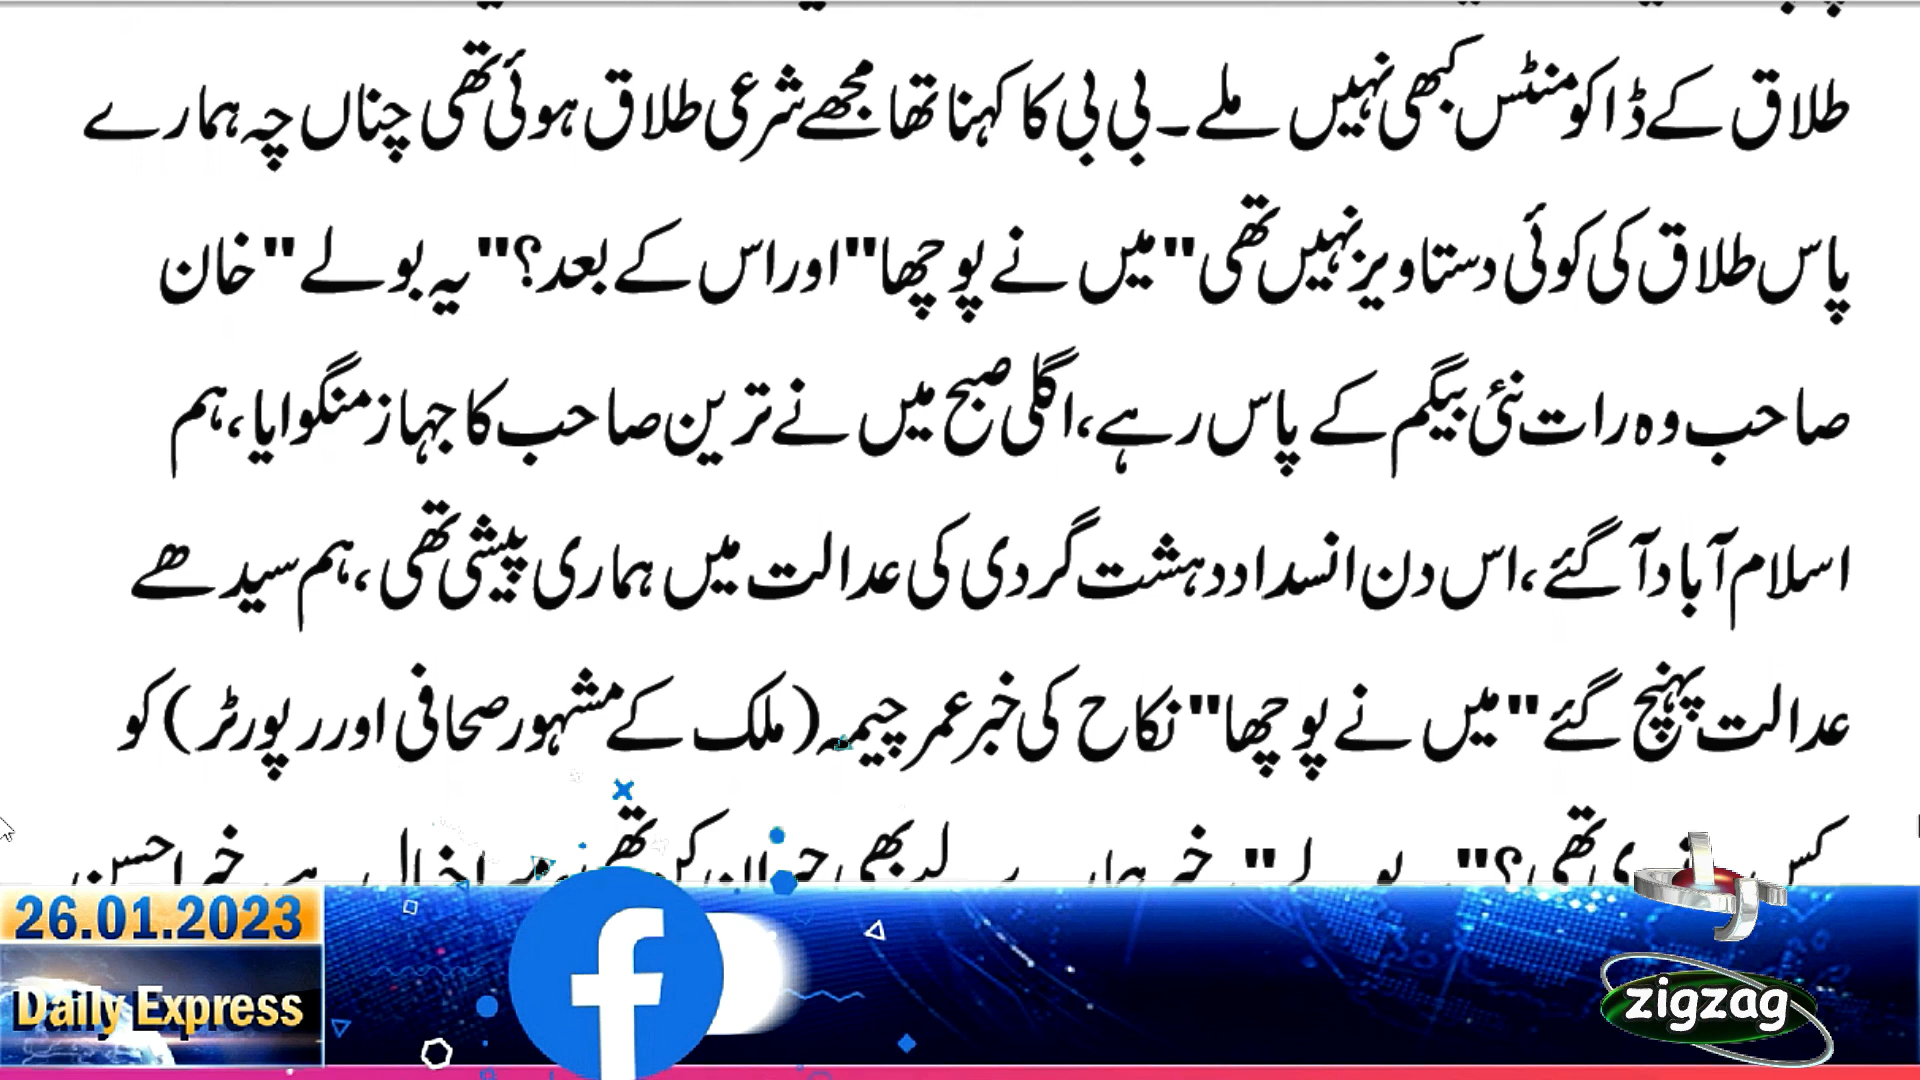 طلاق کے ڈاکومنٹس کبھی نہیں ملے۔ بی بی کا کہنا تھا مجھے شرعی طلاق ہوئی تھی چناں چہ ہمارے
پاس طلاق کی کوئی دستاویز نہیں تھی" میں نے پوچھا" اور اس کے بعد؟" یہ بولے" خان
صاحب وہ رات نئی بیگم کے پاس رہے، اگلی صبح میں نے ترین صاحب کا جہاز منگوایا، ہم
اسلام آباد آ گئے، اس دن انسداد دہشت گردی کی عدالت میں ہماری پیشی تھی، ہم سیدھے
عدالت پہنچ گئے" میں نے پوچھا" نکاح کی خبر عمر چیمہ (ملک کے مشہور صحافی اور رپورٹر) کو
26.01.2023
Daily Express
zigzag